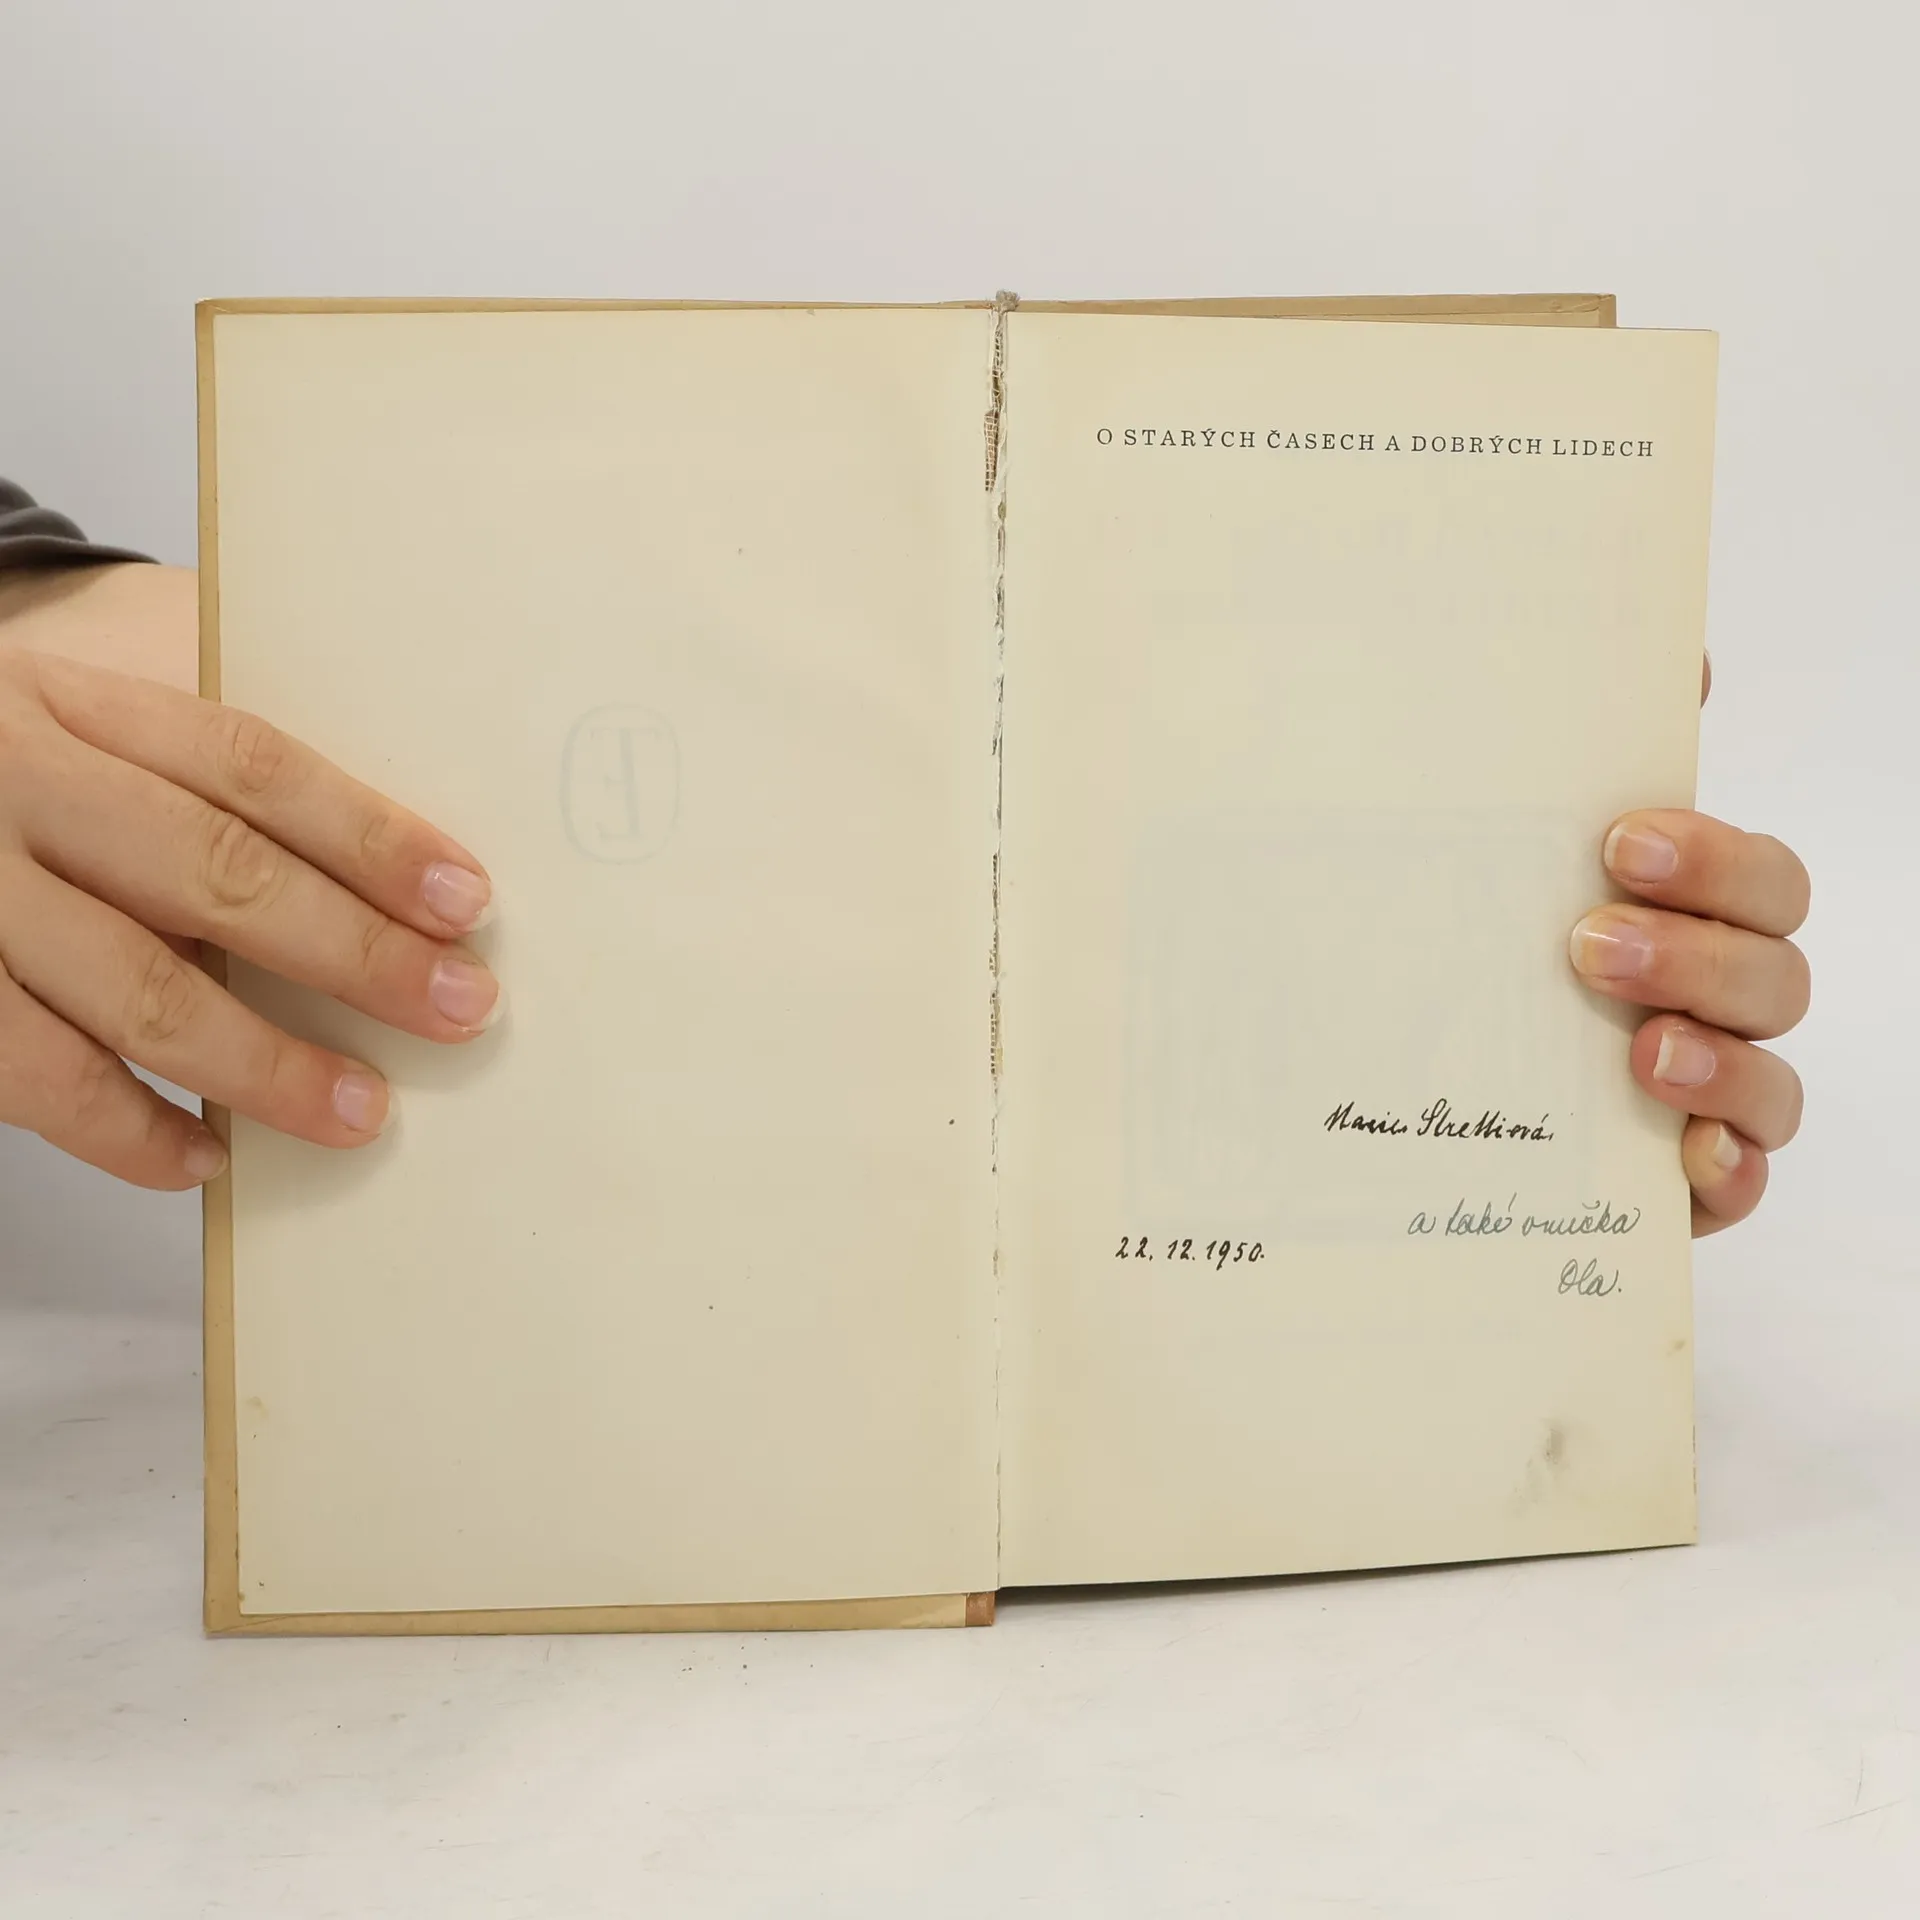 O STARÝCH ČASECH A DOBRÝCH LIDECH
Marie Strettiová.
a také vnučka
22. 12. 1950.
Ola.